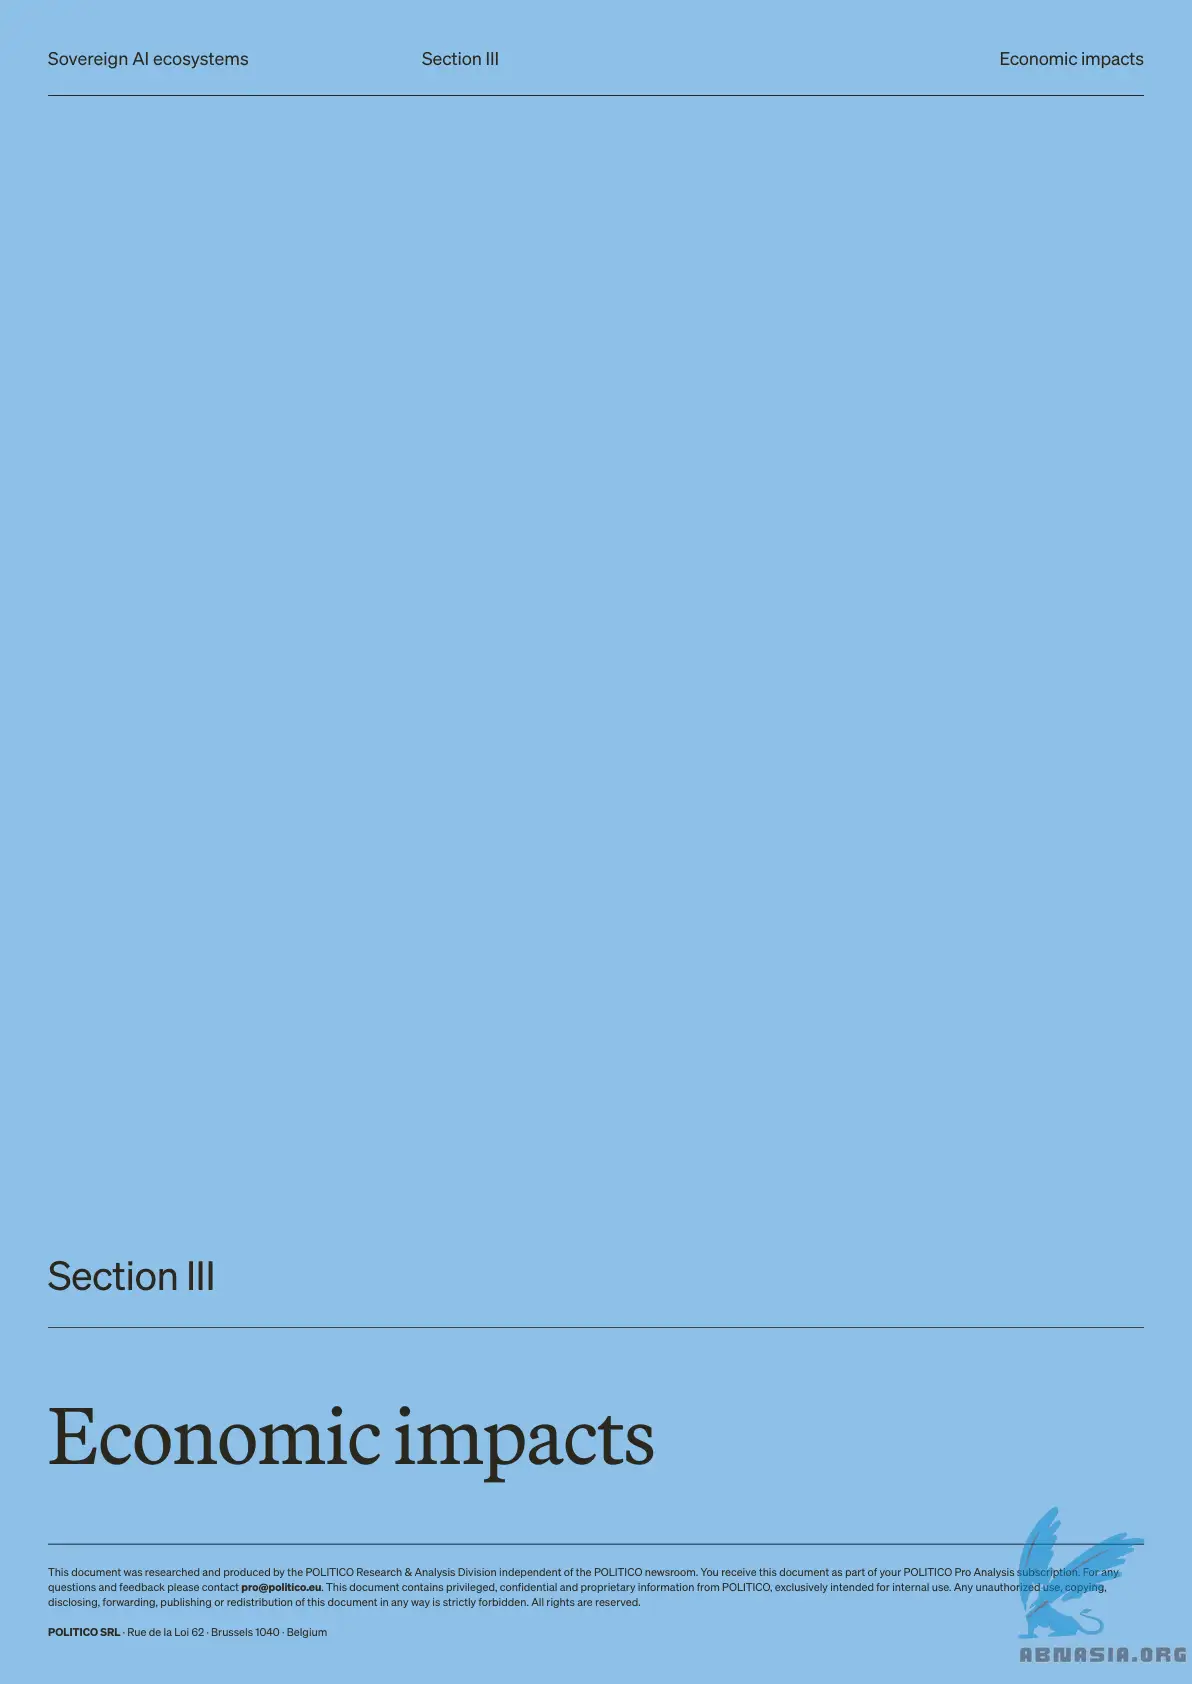 Sovereign AI ecosystems
Section III
Economic impacts
Section III
Economic impacts
This document was researched and produced by the POLITICO Research & Analysis Division independent of the POLITICO newsroom. You receive this document as part of your POLITICO Pro Analysis subscription. For any
questions and feedback please contact pro@politico.eu. This document contains privileged, confidential and proprietary information from POLITICO, exclusively intended for internal use. Any unauthorized use, copying,
disclosing, forwarding, publishing or redistribution of this document in any way is strictly forbidden. All rights are reserved.
POLITICO SRL · Rue de la Loi 62 · Brussels 1040 · Belgium
ABNASIA.ORG